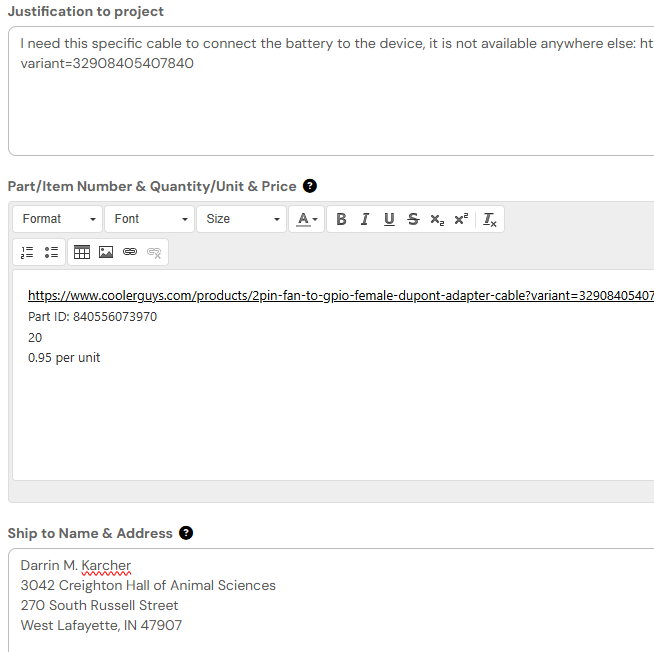 Justification to project
I need this specific cable to connect the battery to the device, it is not available anywhere else: ht
variant=32908405407840
Part/Item Number & Quantity/Unit & Price ?
Format Font Size A B I U S x₂ x² Tx
https://www.coolerguys.com/products/2pin-fan-to-gpio-female-dupont-adapter-cable?variant=32908405407
Part ID: 840556073970
20
0.95 per unit
Ship to Name & Address ?
Darrin M. Karcher
3042 Creighton Hall of Animal Sciences
270 South Russell Street
West Lafayette, IN 47907